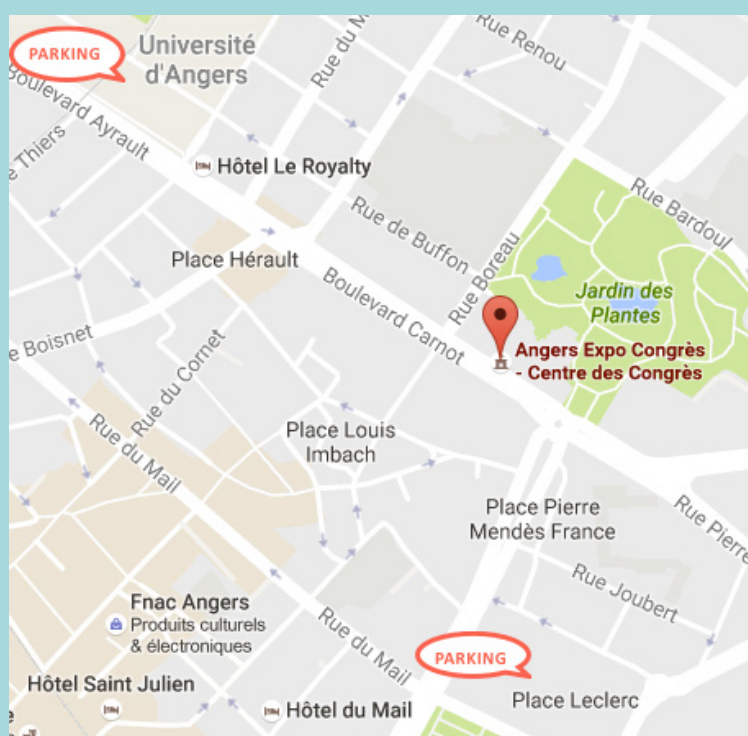 PARKING
Université
d'Angers
Rue du M
Rue Renou
Boulevard Ayrault
e Thiers
Hôtel Le Royalty
Rue Bardoul
Rue de Buffon
Place Hérault
Rue Boreau
Jardin des
Plantes
Boulevard Carnot
e Boisnet
Rue du Cornet
Angers Expo Congrès
- Centre des Congrès
Rue du Mail
Place Louis
Imbach
Place Pierre
Mendès France
Rue Pierre
Rue Joubert
Fnac Angers
Produits culturels
& électroniques
Rue du Mail
PARKING
Hôtel Saint Julien
Hôtel du Mail
Place Leclerc